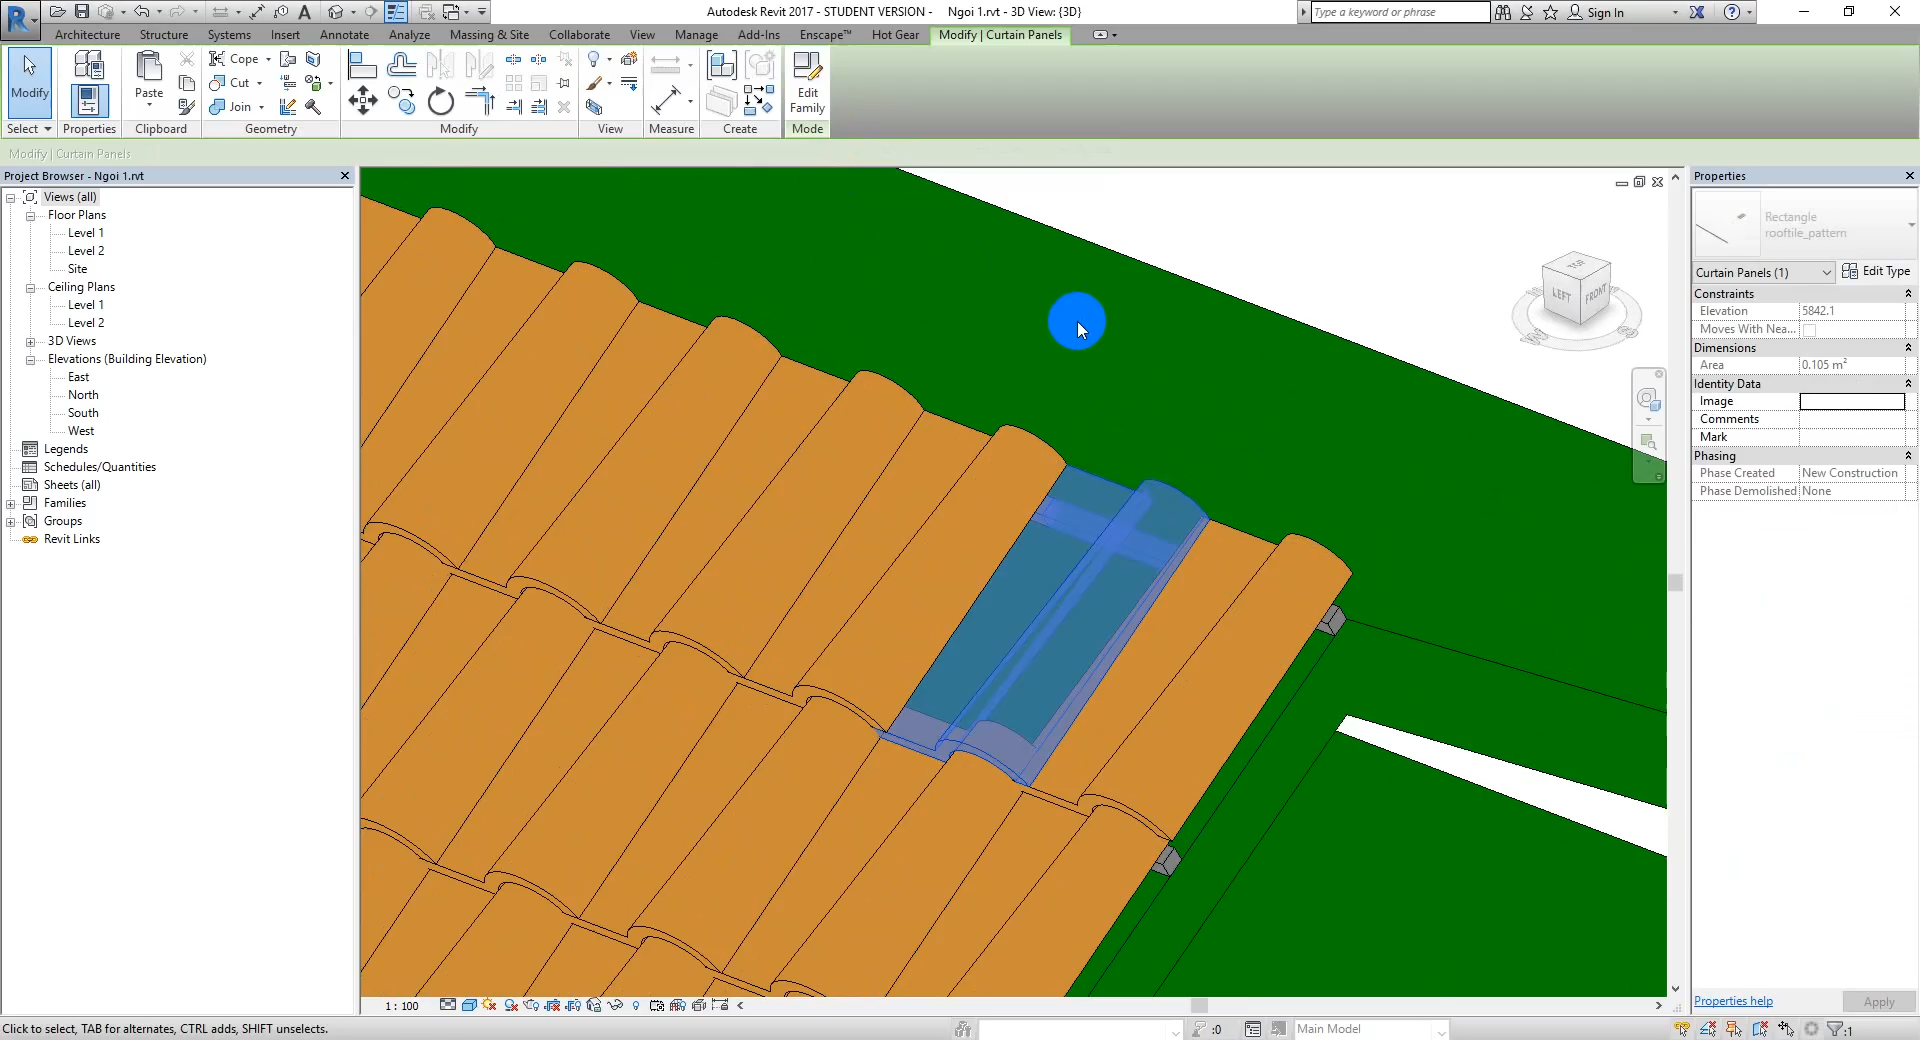 Autodesk Revit 2017 - STUDENT VERSION - Ngoi 1.rvt - 3D View: {3D}
Type a keyword or phrase
Sign In
Architecture Structure Systems Insert Annotate Analyze Massing & Site Collaborate View Manage Add-Ins Enscape™ Hot Gear Modify | Curtain Panels
Modify
Paste
Cope
Cut
Join
Edit
Family
Select Properties Clipboard Geometry Modify View Measure Create Mode
Modify | Curtain Panels
Project Browser - Ngoi 1.rvt
Views (all)
Floor Plans
Level 1
Level 2
Site
Ceiling Plans
Level 1
Level 2
3D Views
Elevations (Building Elevation)
East
North
South
West
Legends
Schedules/Quantities
Sheets (all)
Families
Groups
Revit Links
TOP
LEFT
FRONT
Properties
Rectangle
rooftile_pattern
Curtain Panels (1)
Edit Type
Constraints
Elevation 5842.1
Moves With Nea...
Dimensions
Area 0.105 m²
Identity Data
Image
Comments
Mark
Phasing
Phase Created New Construction
Phase Demolished None
Properties help
Apply
1 : 100
Click to select, TAB for alternates, CTRL adds, SHIFT unselects.
:0
Main Model
:1